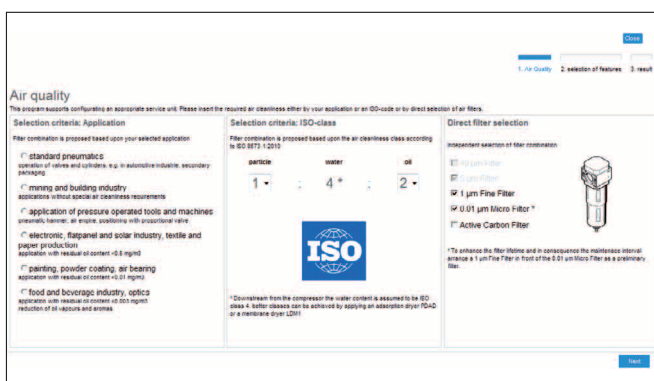 Close
1. Air Quality 2. selection of features 3. result
Air quality
This program supports configurating an appropriate service unit. Please insert the required air cleanliness either by your application or an ISO-code or by direct selection of air filters.
Selection criteria: Application
Filter combination is proposed based upon your selected application
standard pneumatics
operation of valves and cylinders, e.g. in automotive industrie, secondary
packaging
mining and building industry
applications without special air cleanliness requirements
application of pressure operated tools and machines
pneumatic hammer, air engine, positioning with proportional valve
electronic, flatpanel and solar industry, textile and
paper production
application with residual oil content <0.5 mg/m3
painting, powder coating, air bearing
application with residual oil content <0.01 mg/m3
food and beverage industry, optics
application with residual oil content <0.003 mg/m3
reduction of oil vapours and aromas
Selection criteria: ISO-class
Filter combination is proposed based upon the air cleanliness class according
to ISO 8573-1:2010
particle water oil
1 : 4 * : 2
ISO
* Downstream from the compressor the water content is assumed to be ISO
class 4. better classes can be achieved by applying an adsorption dryer PDAD
or a membrane dryer LDM1
Direct filter selection
independent selection of filter combination
40 µm Filter
5 µm Filter
1 µm Fine Filter
0.01 µm Micro Filter *
Active Carbon Filter
* To enhance the filter lifetime and in consequence the maintenace interval
arrange a 1 µm Fine Filter in front of the 0.01 µm Micro Filter as a preliminary
filter.
Next